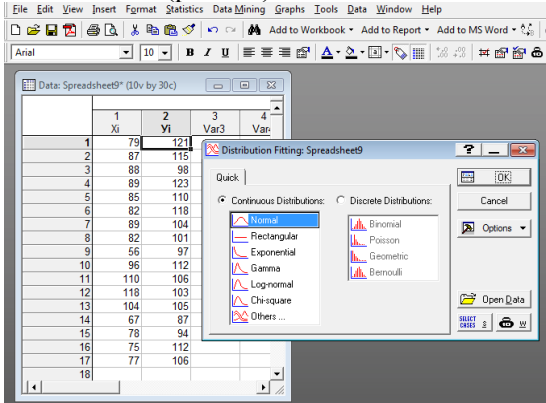 File Edit View Insert Format Statistics Data Mining Graphs Tools Data Window Help
Add to Workbook Add to Report Add to MS Word
Arial 10 B I U
Data: Spreadsheet9* (10v by 30c)
1 2 3 4
Xi Уi Var3 Var
1 79 121
2 87 115
3 88 98
4 89 123
5 85 110
6 82 118
7 89 104
8 82 101
9 56 97
10 96 112
11 110 106
12 118 103
13 104 105
14 67 87
15 78 94
16 75 112
17 77 106
18
Distribution Fitting: Spreadsheet9
Quick
Continuous Distributions: Discrete Distributions:
Normal
Rectangular
Exponential
Gamma
Log-normal
Chi-square
Others ...
Binomial
Poisson
Geometric
Bernoulli
OK
Cancel
Options
Open Data
SELECT CASES S W